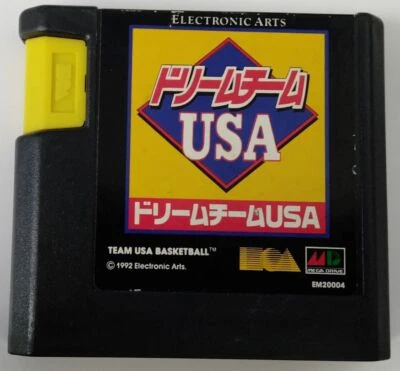 ELECTRONIC ARTS
ドリームチーム
USA
ドリームチームUSA
TEAM USA BASKETBALL™
© 1992 Electronic Arts.
EA
MD
MEGA DRIVE
EM20004